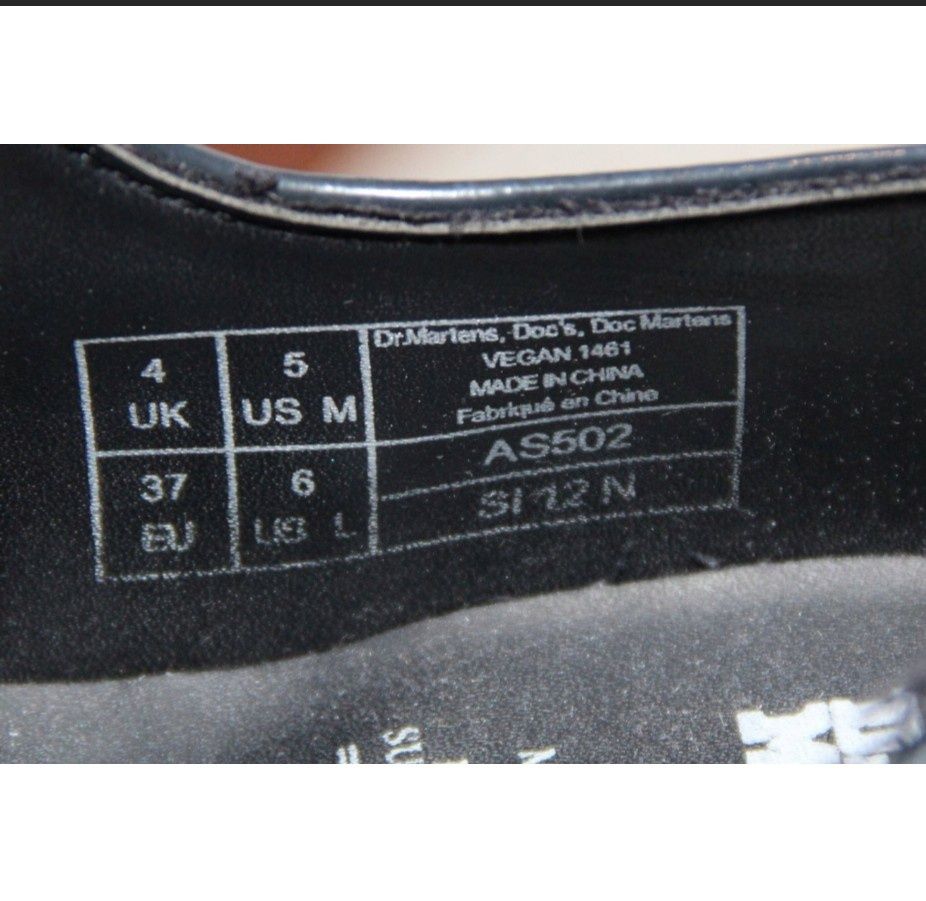 4
UK
5
US M
37
EU
6
US L
Dr.Martens, Doc's, Doc Martens
VEGAN 1461
MADE IN CHINA
Fabriqué en Chine
AS502
N
ns